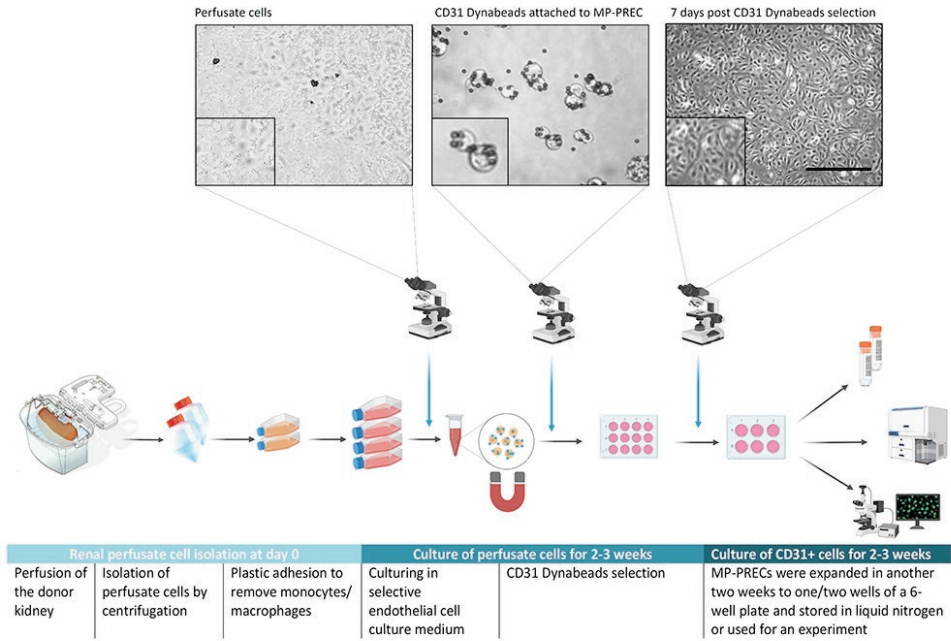 Perfusate cells
CD31 Dynabeads attached to MP-PREC
7 days post CD31 Dynabeads selection
Renal perfusate cell isolation at day 0
Culture of perfusate cells for 2-3 weeks
Culture of CD31+ cells for 2-3 weeks
Perfusion of
the donor
kidney
Isolation of
perfusate cells by
centrifugation
Plastic adhesion to
remove monocytes/
macrophages
Culturing in
selective
endothelial cell
culture medium
CD31 Dynabeads selection
MP-PRECs were expanded in another
two weeks to one/two wells of a 6-
well plate and stored in liquid nitrogen
or used for an experiment